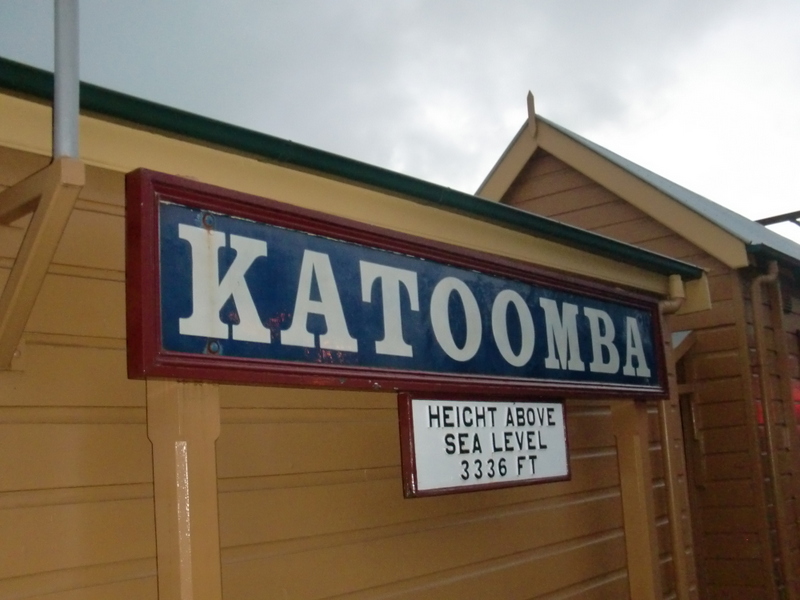 KATOOMBA
HEIGHT ABOVE
SEA LEVEL
3336 FT